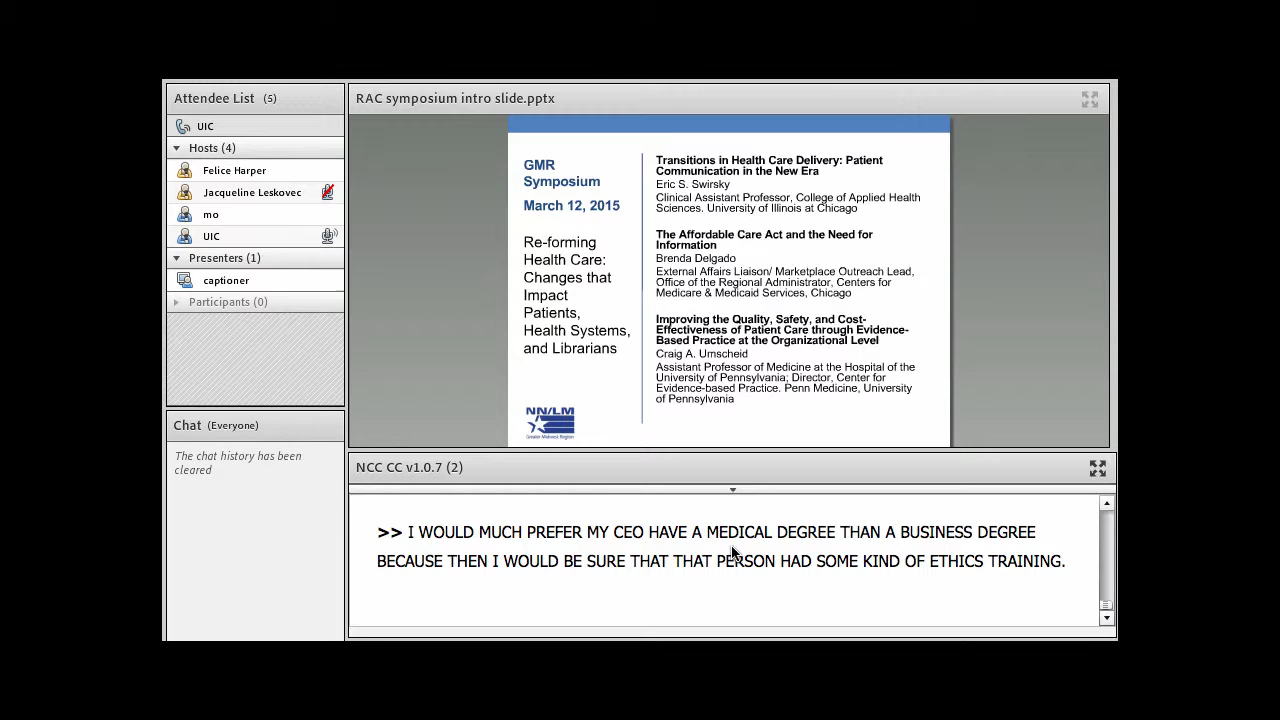 Attendee List (5)
UIC
Hosts (4)
Felice Harper
Jacqueline Leskovec
mo
UIC
Presenters (1)
captioner
Participants (0)
Chat (Everyone)
The chat history has been
cleared
RAC symposium intro slide.pptx
GMR
Symposium
March 12, 2015
Re-forming
Health Care:
Changes that
Impact
Patients,
Health Systems,
and Librarians
NN/LM
Greater Midwest Region
Transitions in Health Care Delivery: Patient
Communication in the New Era
Eric S. Swirsky
Clinical Assistant Professor, College of Applied Health
Sciences. University of Illinois at Chicago
The Affordable Care Act and the Need for
Information
Brenda Delgado
External Affairs Liaison/ Marketplace Outreach Lead,
Office of the Regional Administrator, Centers for
Medicare & Medicaid Services, Chicago
Improving the Quality, Safety, and Cost-
Effectiveness of Patient Care through Evidence-
Based Practice at the Organizational Level
Craig A. Umscheid
Assistant Professor of Medicine at the Hospital of the
University of Pennsylvania; Director, Center for
Evidence-based Practice. Penn Medicine, University
of Pennsylvania
NCC CC v1.0.7 (2)
>> I WOULD MUCH PREFER MY CEO HAVE A MEDICAL DEGREE THAN A BUSINESS DEGREE
BECAUSE THEN I WOULD BE SURE THAT THAT PERSON HAD SOME KIND OF ETHICS TRAINING.